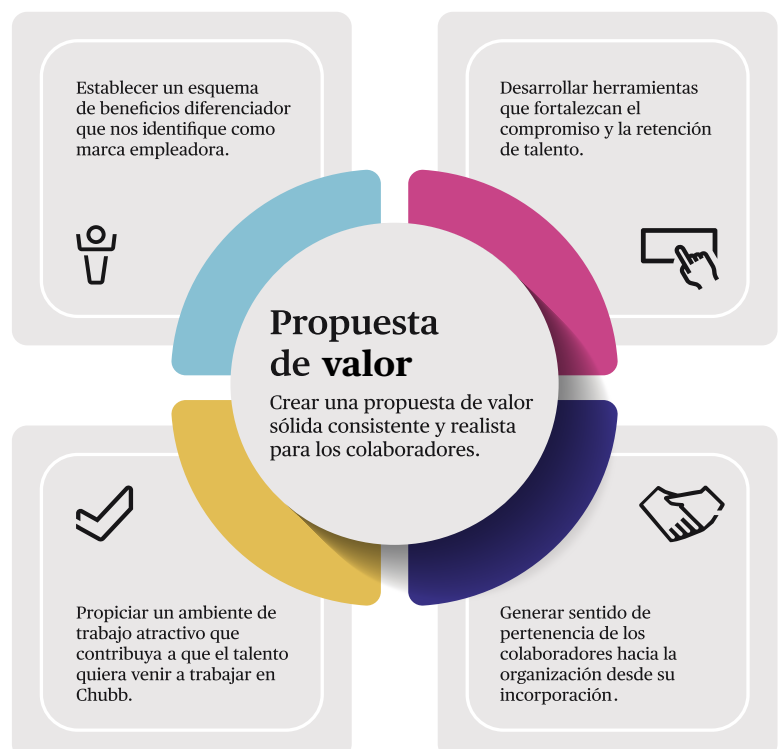 Establecer un esquema
de beneficios diferenciador
que nos identifique como
marca empleadora.
Desarrollar herramientas
que fortalezcan el
compromiso y la retención
de talento.
Propuesta
de valor
Crear una propuesta de valor
sólida consistente y realista
para los colaboradores.
Propiciar un ambiente de
trabajo atractivo que
contribuya a que el talento
quiera venir a trabajar en
Chubb.
Generar sentido de
pertenencia de los
colaboradores hacia la
organización desde su
incorporación.